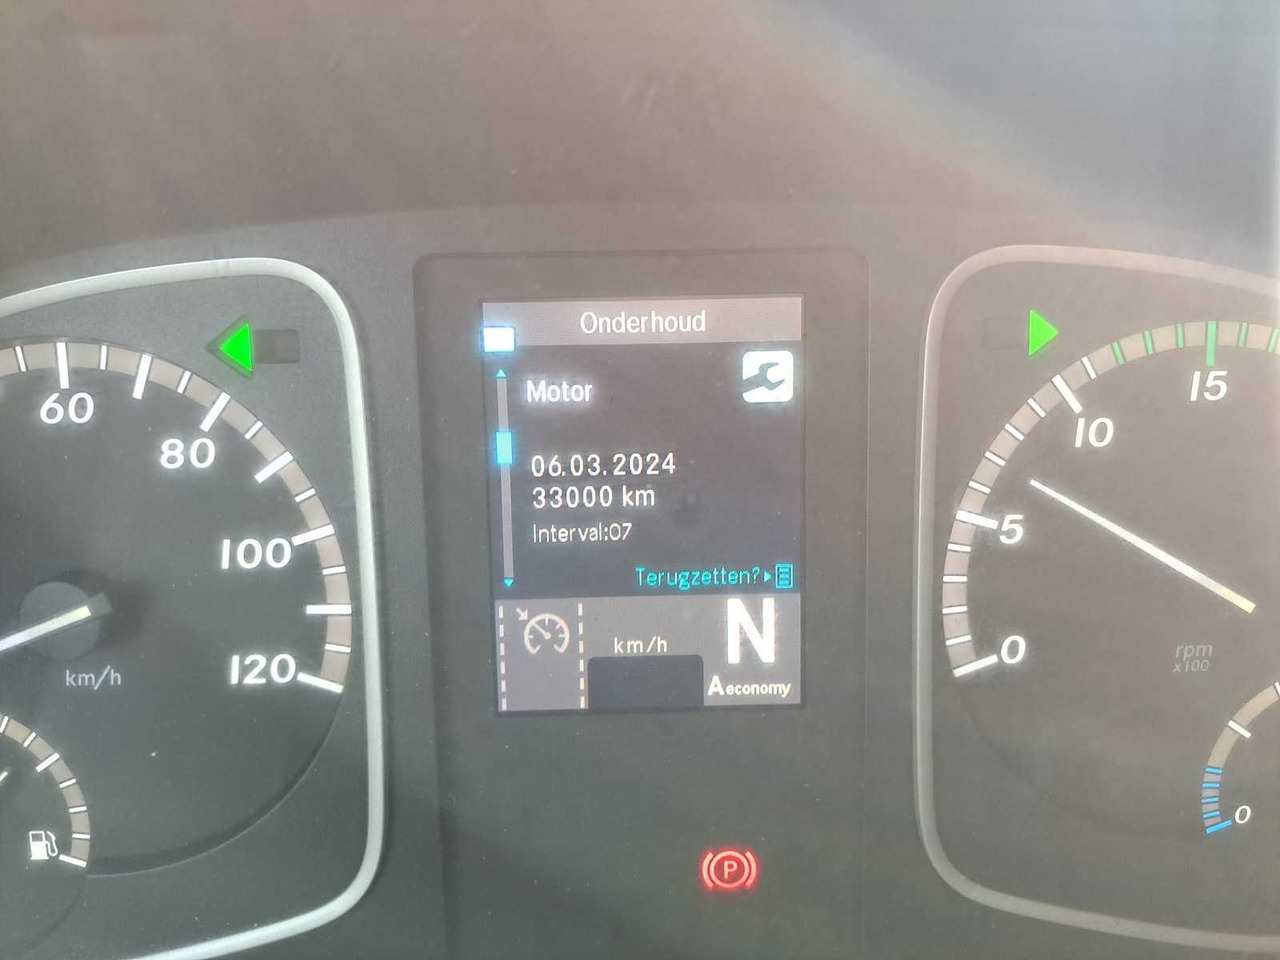 Onderhoud
Motor
06.03.2024
33000 km
Interval:07
Terugzetten?
km/h
N
A economy
60
80
100
120
km/h
15
10
5
0
rpm
x100
0
P